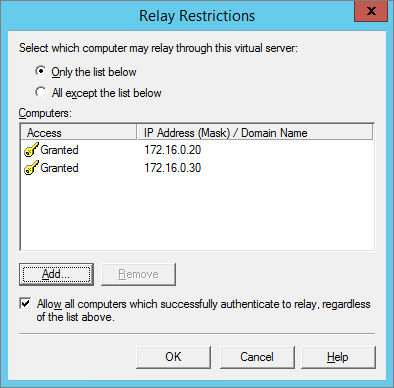 Relay Restrictions
x
Select which computer may relay through this virtual server:
Only the list below
All except the list below
Computers:
Access IP Address (Mask) / Domain Name
Granted 172.16.0.20
Granted 172.16.0.30
Add... Remove
Allow all computers which successfully authenticate to relay, regardless
of the list above.
OK Cancel Help